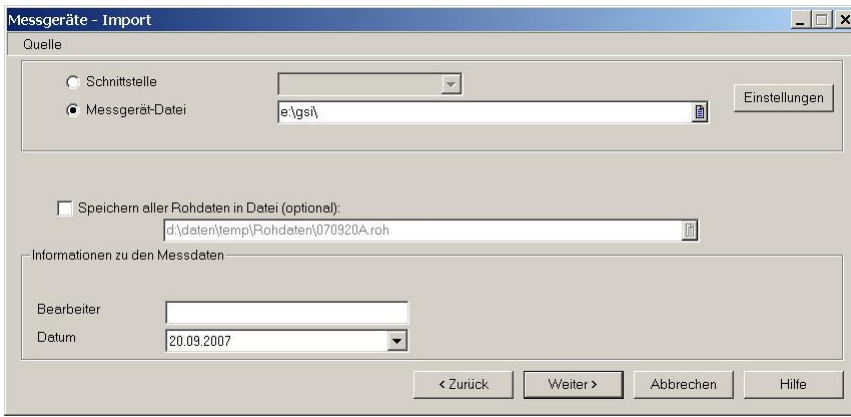 Messgeräte - Import
Quelle
Schnittstelle
Messgerät-Datei
e:\gsi\
Einstellungen
Speichern aller Rohdaten in Datei (optional):
d:\daten\temp\Rohdaten\070920A.roh
Informationen zu den Messdaten
Bearbeiter
Datum
20.09.2007
< Zurück Weiter > Abbrechen Hilfe